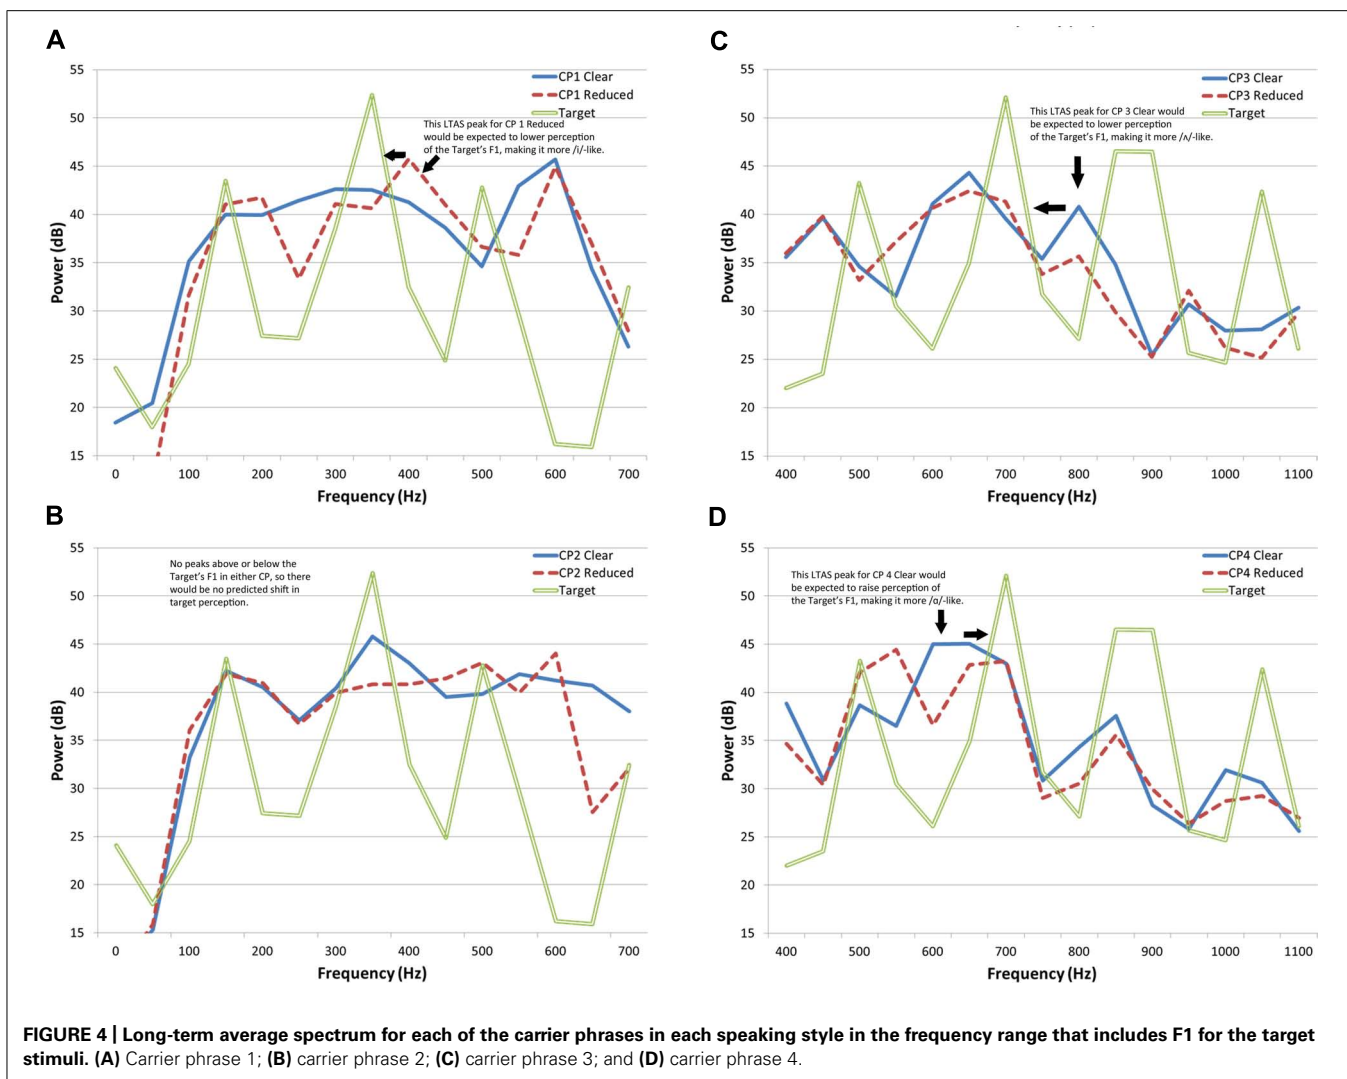 A
55
50
45
40
35
30
25
20
15
Power (dB)
CP1 Clear
CP1 Reduced
Target
This LTAS peak for CP 1 Reduced
would be expected to lower perception
of the Target's F1, making it more /i/-like.
0 100 200 300 400 500 600 700
Frequency (Hz)
C
55
50
45
40
35
30
25
20
15
Power (dB)
CP3 Clear
CP3 Reduced
Target
This LTAS peak for CP 3 Clear would
be expected to lower perception
of the Target's F1, making it more /ʌ/-like.
400 500 600 700 800 900 1000 1100
Frequency (Hz)
B
55
50
45
40
35
30
25
20
15
Power (dB)
No peaks above or below the
Target's F1 in either CP, so there
would be no predicted shift in
target perception.
CP2 Clear
CP2 Reduced
Target
0 100 200 300 400 500 600 700
Frequency (Hz)
D
55
50
45
40
35
30
25
20
15
Power (dB)
This LTAS peak for CP 4 Clear would
be expected to raise perception of
the Target's F1, making it more /ɑ/-like.
CP4 Clear
CP4 Reduced
Target
400 500 600 700 800 900 1000 1100
Frequency (Hz)
FIGURE 4 | Long-term average spectrum for each of the carrier phrases in each speaking style in the frequency range that includes F1 for the target
stimuli. (A) Carrier phrase 1; (B) carrier phrase 2; (C) carrier phrase 3; and (D) carrier phrase 4.